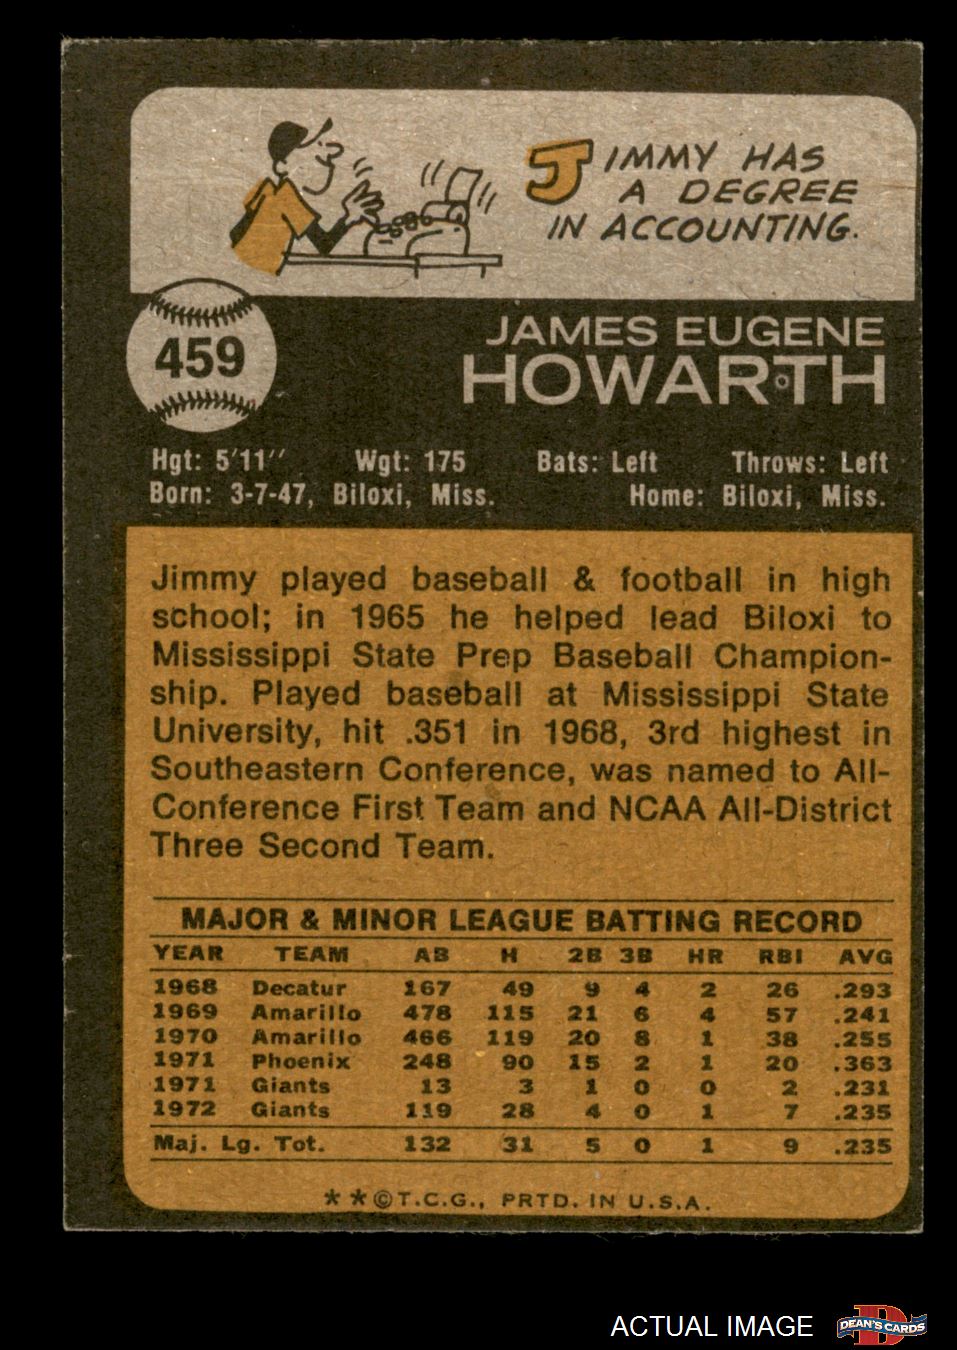 JIMMY HAS
A DEGREE
IN ACCOUNTING.
459
JAMES EUGENE
HOWARTH
Hgt: 5'11'' Wgt: 175 Bats: Left Throws: Left
Born: 3-7-47, Biloxi, Miss. Home: Biloxi, Miss.
Jimmy played baseball & football in high
school; in 1965 he helped lead Biloxi to
Mississippi State Prep Baseball Champion-
ship. Played baseball at Mississippi State
University, hit .351 in 1968, 3rd highest in
Southeastern Conference, was named to All-
Conference First Team and NCAA All-District
Three Second Team.
MAJOR & MINOR LEAGUE BATTING RECORD
YEAR TEAM AB H 2B 3B HR RBI AVG
1968 Decatur 167 49 9 4 2 26 .293
1969 Amarillo 478 115 21 6 4 57 .241
1970 Amarillo 466 119 20 8 1 38 .255
1971 Phoenix 248 90 15 2 1 20 .363
1971 Giants 13 3 1 0 0 2 .231
1972 Giants 119 28 4 0 1 7 .235
Maj. Lg. Tot. 132 31 5 0 1 9 .235
**©T.C.G., PRTD. IN U.S.A.
ACTUAL IMAGE
D
DEAN'S CARDS